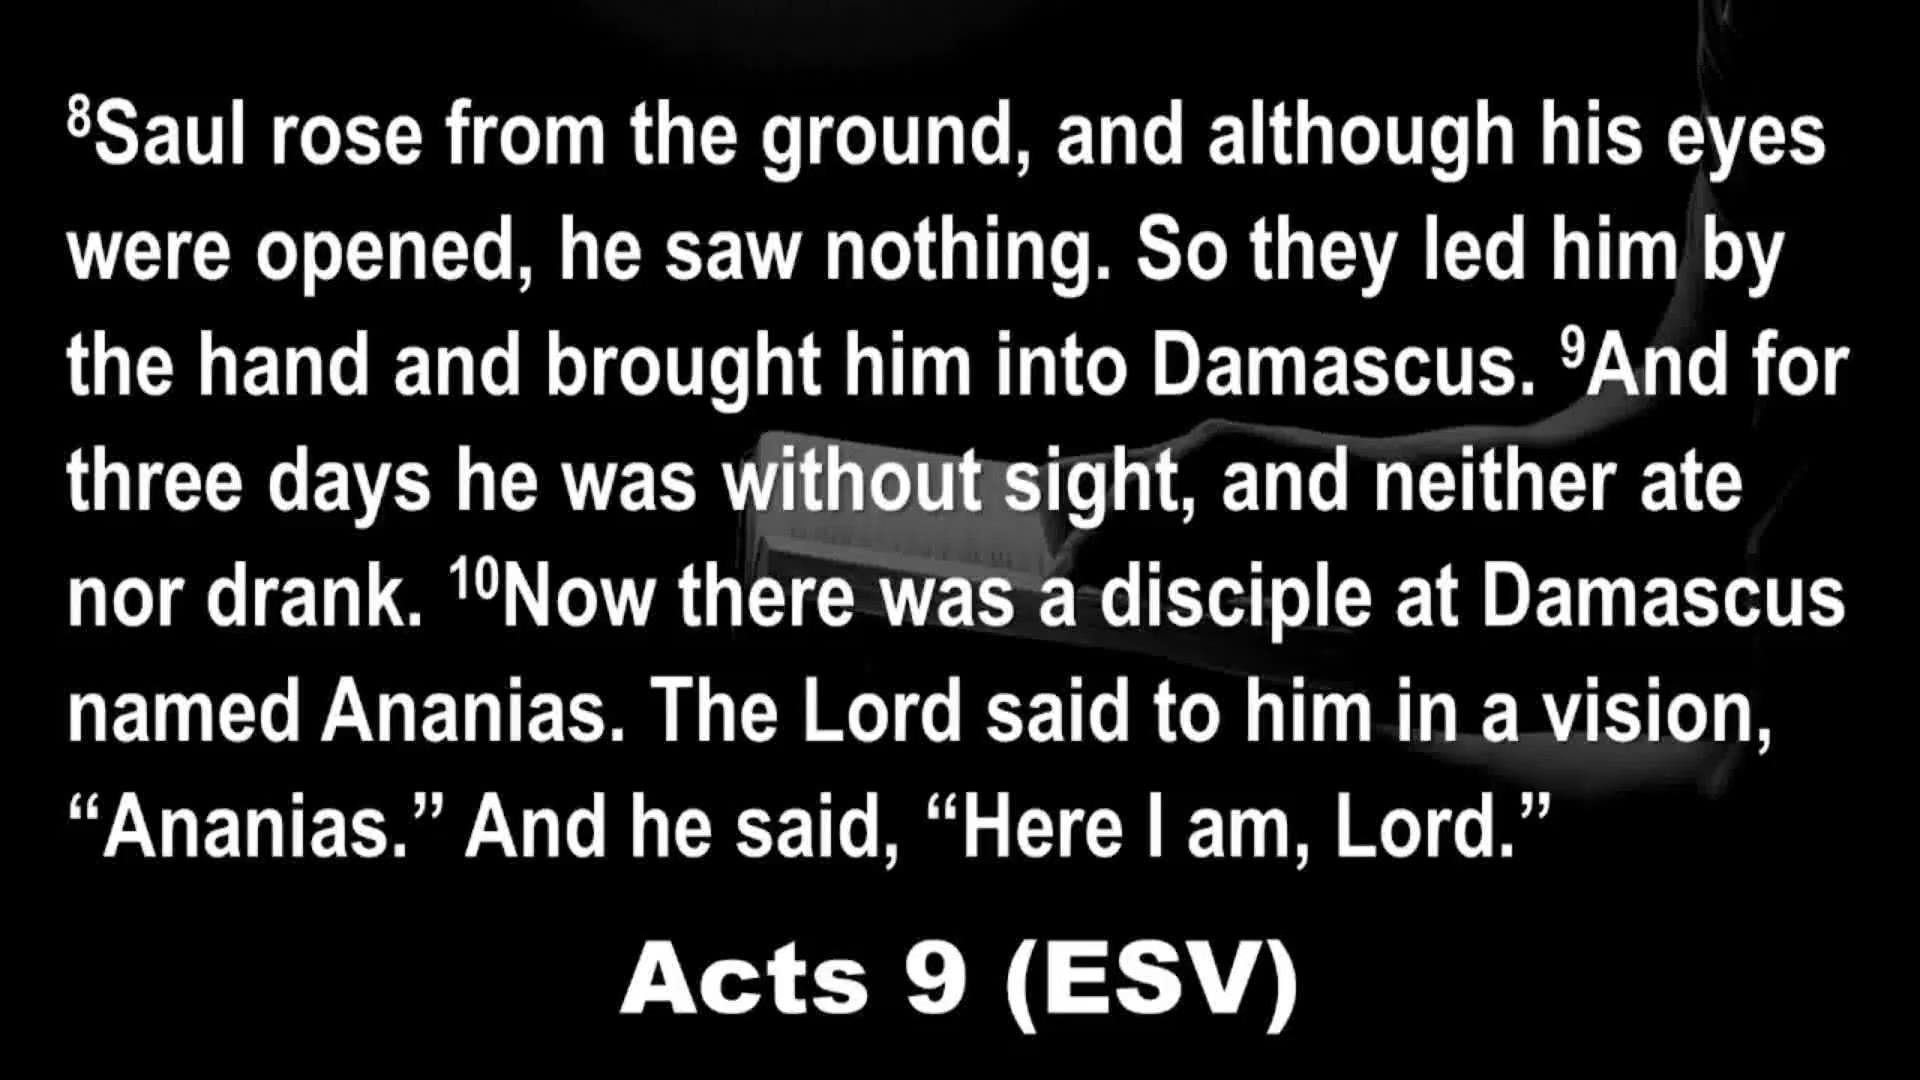 ⁸Saul rose from the ground, and although his eyes
were opened, he saw nothing. So they led him by
the hand and brought him into Damascus. ⁹And for
three days he was without sight, and neither ate
nor drank. ¹⁰Now there was a disciple at Damascus
named Ananias. The Lord said to him in a vision,
“Ananias.” And he said, “Here I am, Lord.”
Acts 9 (ESV)